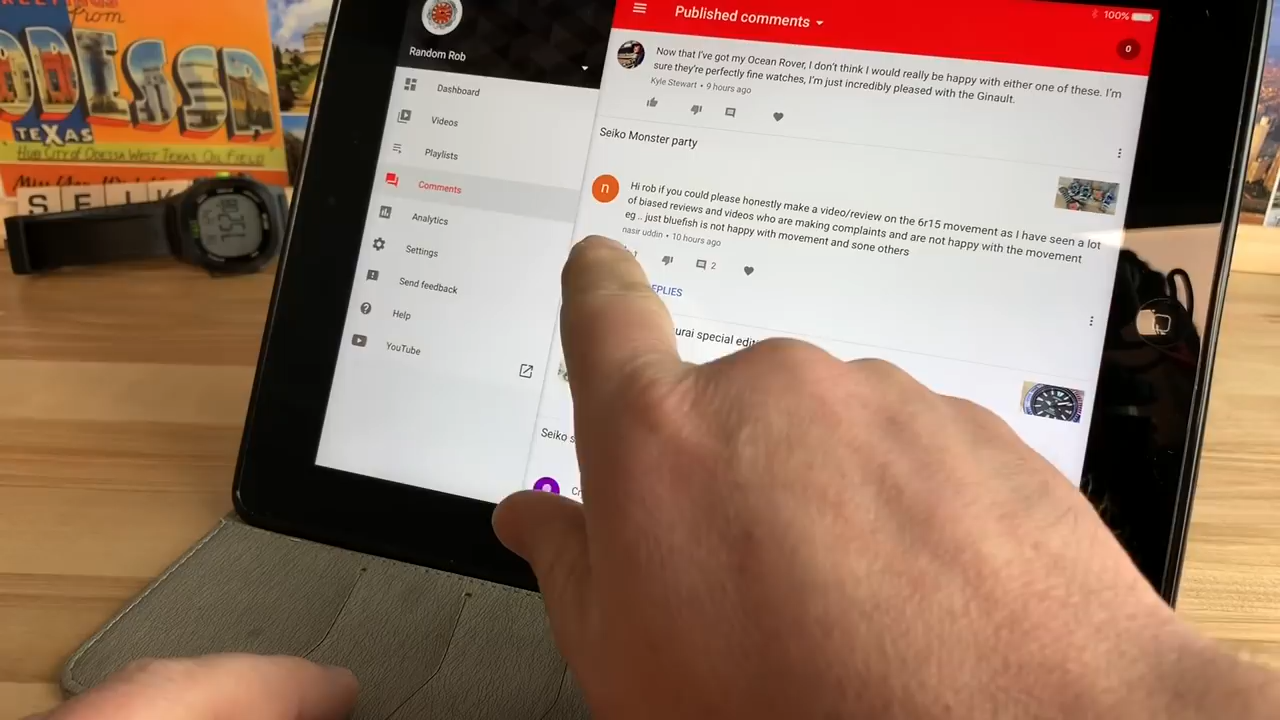 from
ODESSA
TEXAS
HUB CITY of ODESSA WEST TEXAS OIL FIELD
SEIK
Random Rob
Dashboard
Videos
Playlists
Comments
Analytics
Settings
Send feedback
Help
YouTube
Published comments
100%
0
Now that I've got my Ocean Rover, I don't think I would really be happy with either one of these. I'm
sure they're perfectly fine watches, I'm just incredibly pleased with the Ginault.
Kyle Stewart • 9 hours ago
Seiko Monster party
n
Hi rob if you could please honestly make a video/review on the 6r15 movement as I have seen a lot
of biased reviews and videos who are making complaints and are not happy with the movement
eg .. just bluefish is not happy with movement and sone others
nasir uddin • 10 hours ago
1
2
EPLIES
urai special edit
Seiko s